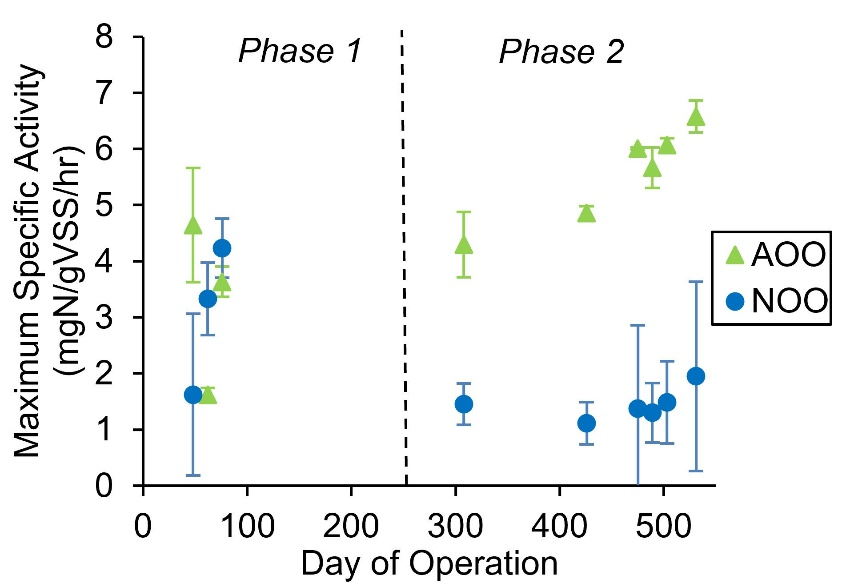 Maximum Specific Activity
(mgN/gVSS/hr)
8
7
6
5
4
3
2
1
0
Phase 1
Phase 2
AOO
NOO
0
100
200
300
400
500
Day of Operation